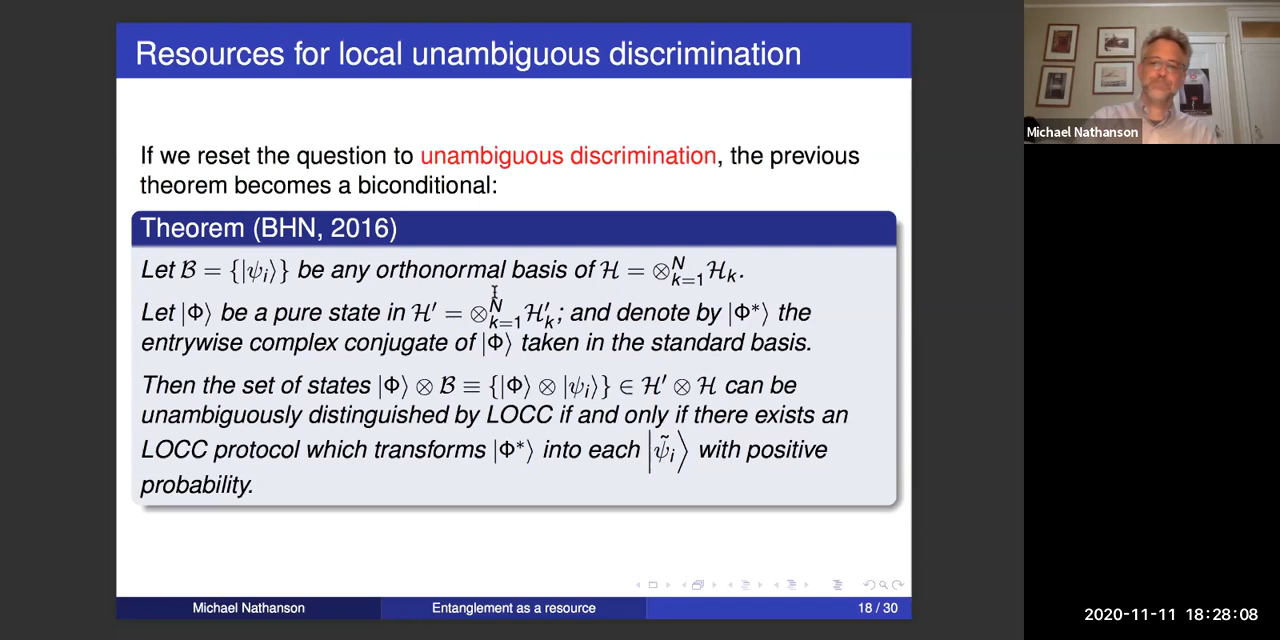 Resources for local unambiguous discrimination
Michael Nathanson
If we reset the question to unambiguous discrimination, the previous
theorem becomes a biconditional:
Theorem (BHN, 2016)
Let ℬ = {|ψᵢ⟩} be any orthonormal basis of ℋ = ⊗ᴺₖ₌₁ℋₖ.
Let |Φ⟩ be a pure state in ℋ′ = ⊗ᴺₖ₌₁ℋ′ₖ; and denote by |Φ*⟩ the
entrywise complex conjugate of |Φ⟩ taken in the standard basis.
Then the set of states |Φ⟩ ⊗ ℬ ≡ {|Φ⟩ ⊗ |ψᵢ⟩} ∈ ℋ′ ⊗ ℋ can be
unambiguously distinguished by LOCC if and only if there exists an
LOCC protocol which transforms |Φ*⟩ into each |ψ̃ᵢ⟩ with positive
probability.
Michael Nathanson
Entanglement as a resource
18 / 30
2020-11-11 18:28:08